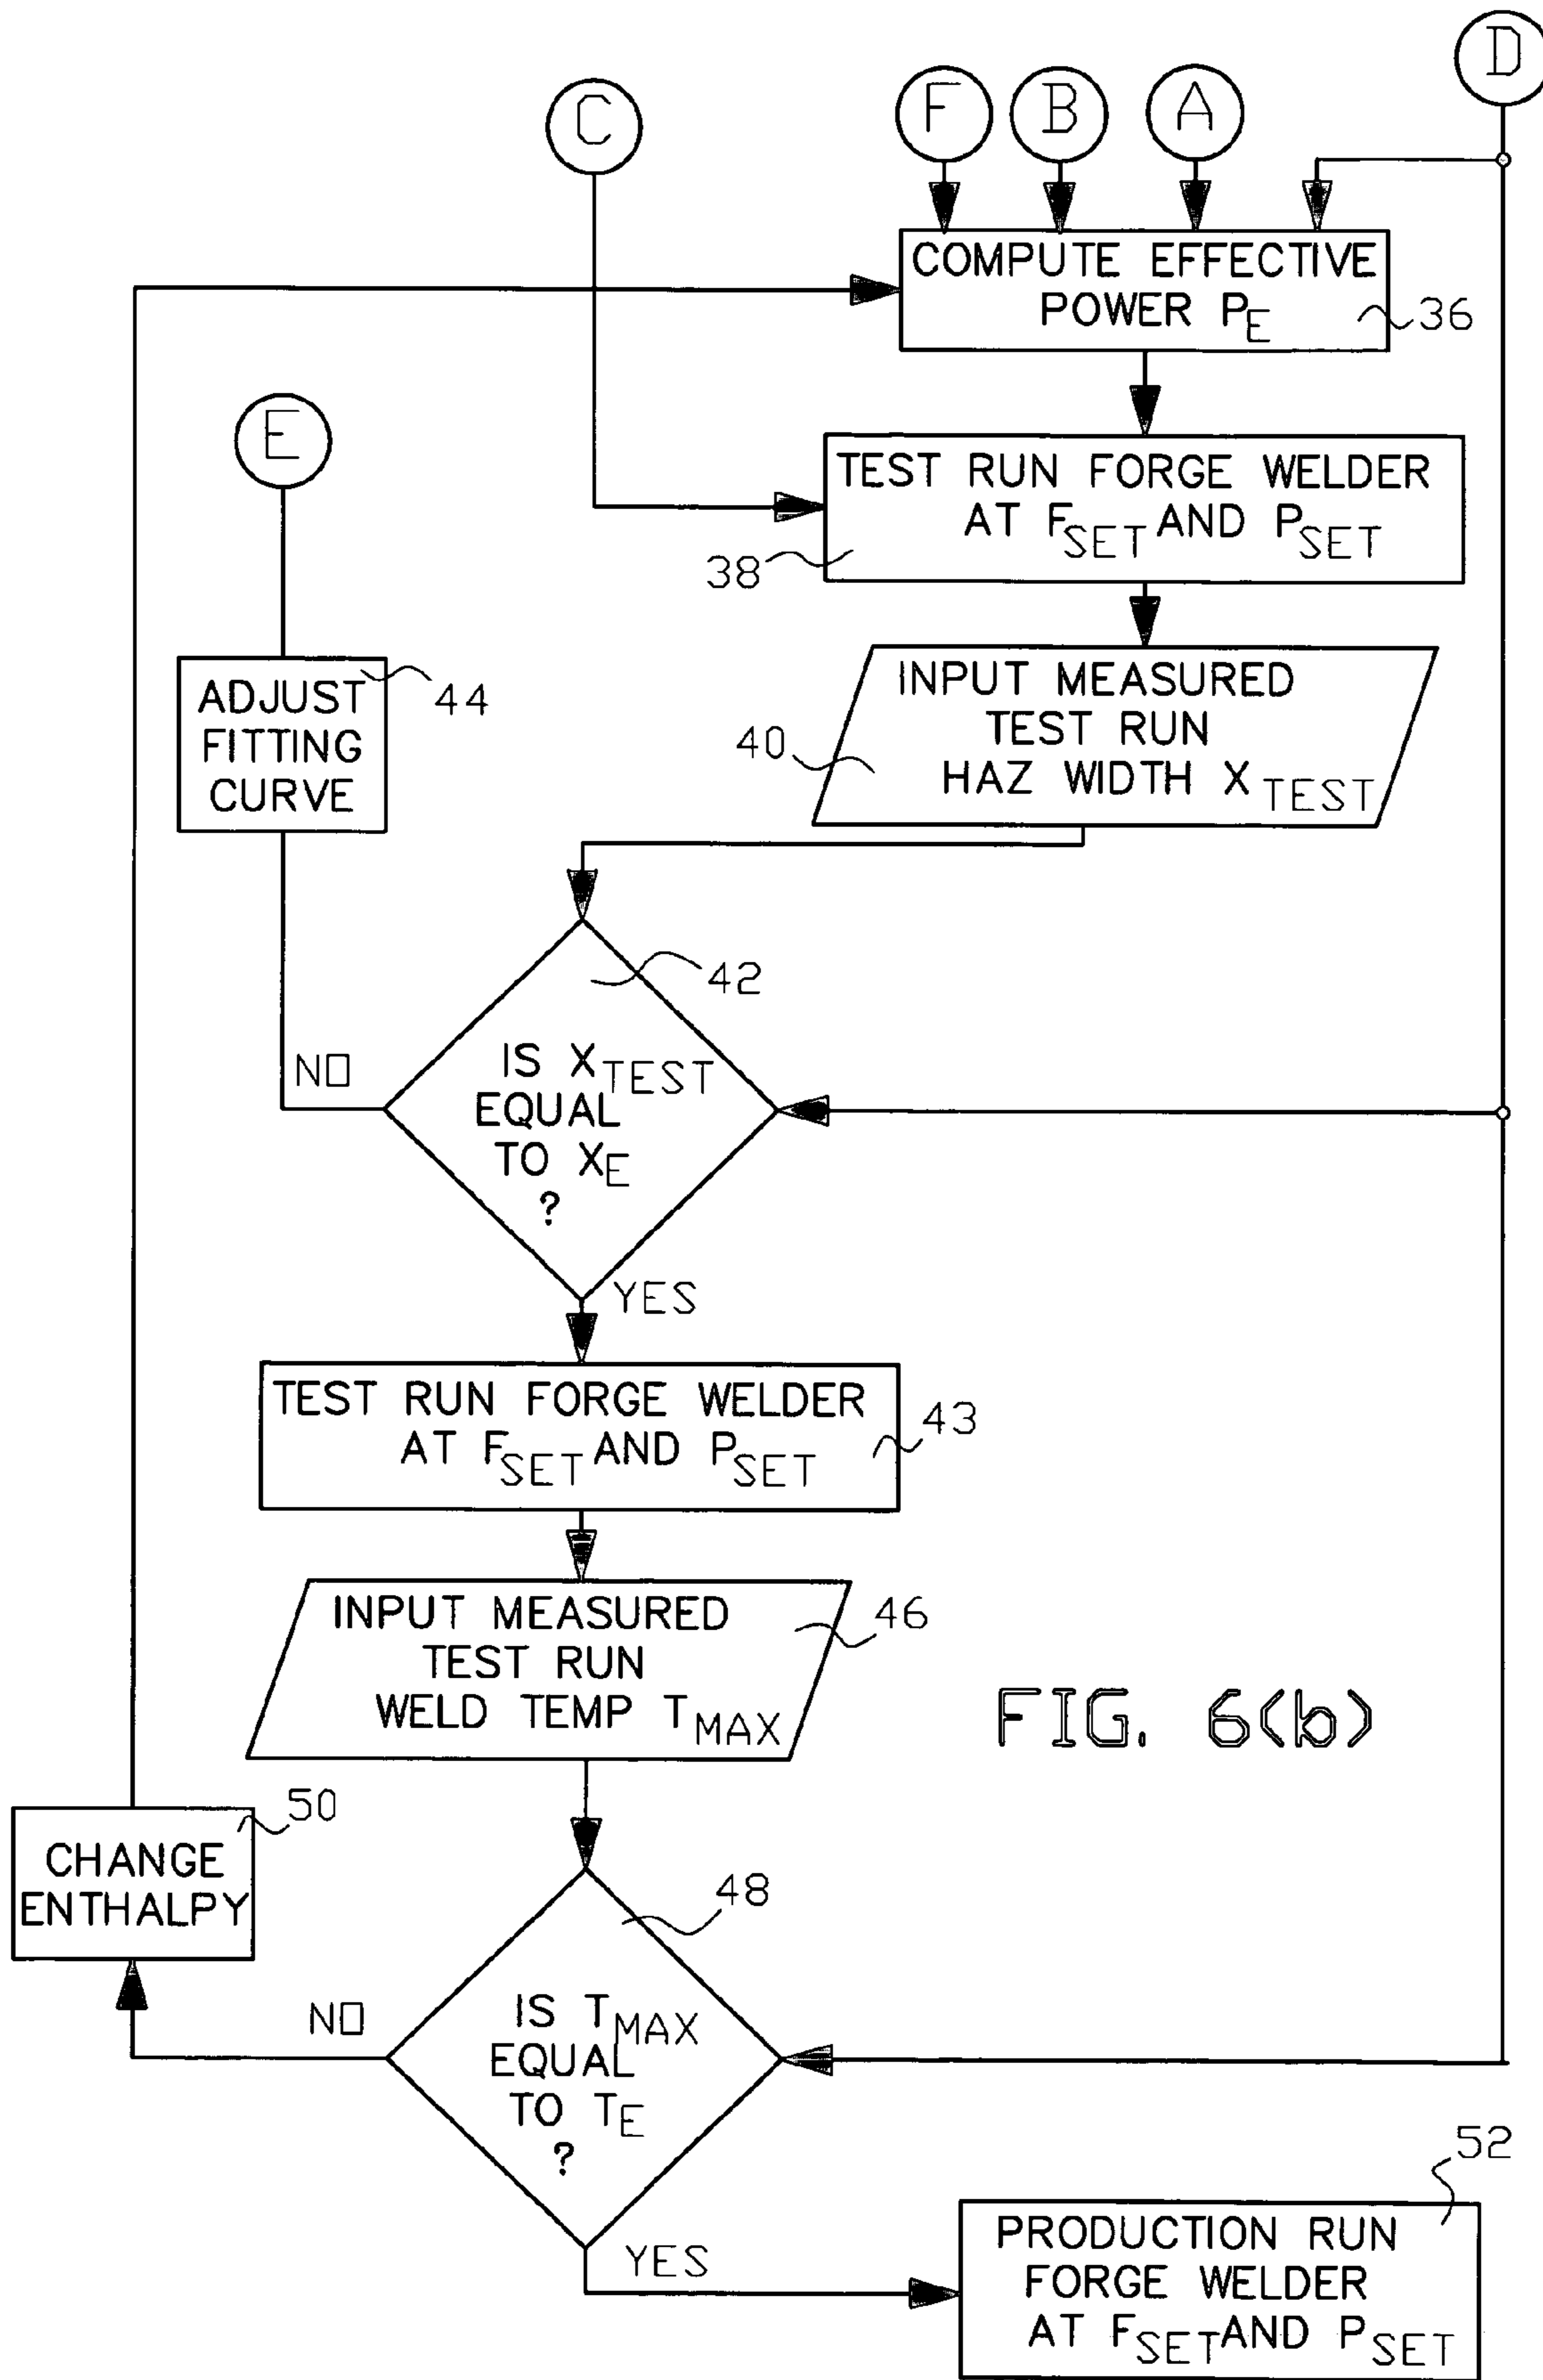 D
C
F
B
A
COMPUTE EFFECTIVE
POWER PE
36
E
TEST RUN FORGE WELDER
AT FSET AND PSET
38
ADJUST
FITTING
CURVE
44
INPUT MEASURED
TEST RUN
HAZ WIDTH XTEST
40
42
IS XTEST
EQUAL
TO XE
?
NO
YES
TEST RUN FORGE WELDER
AT FSET AND PSET
43
INPUT MEASURED
TEST RUN
WELD TEMP TMAX
46
FIG. 6(b)
50
CHANGE
ENTHALPY
48
IS TMAX
EQUAL
TO TE
?
NO
YES
52
PRODUCTION RUN
FORGE WELDER
AT FSET AND PSET